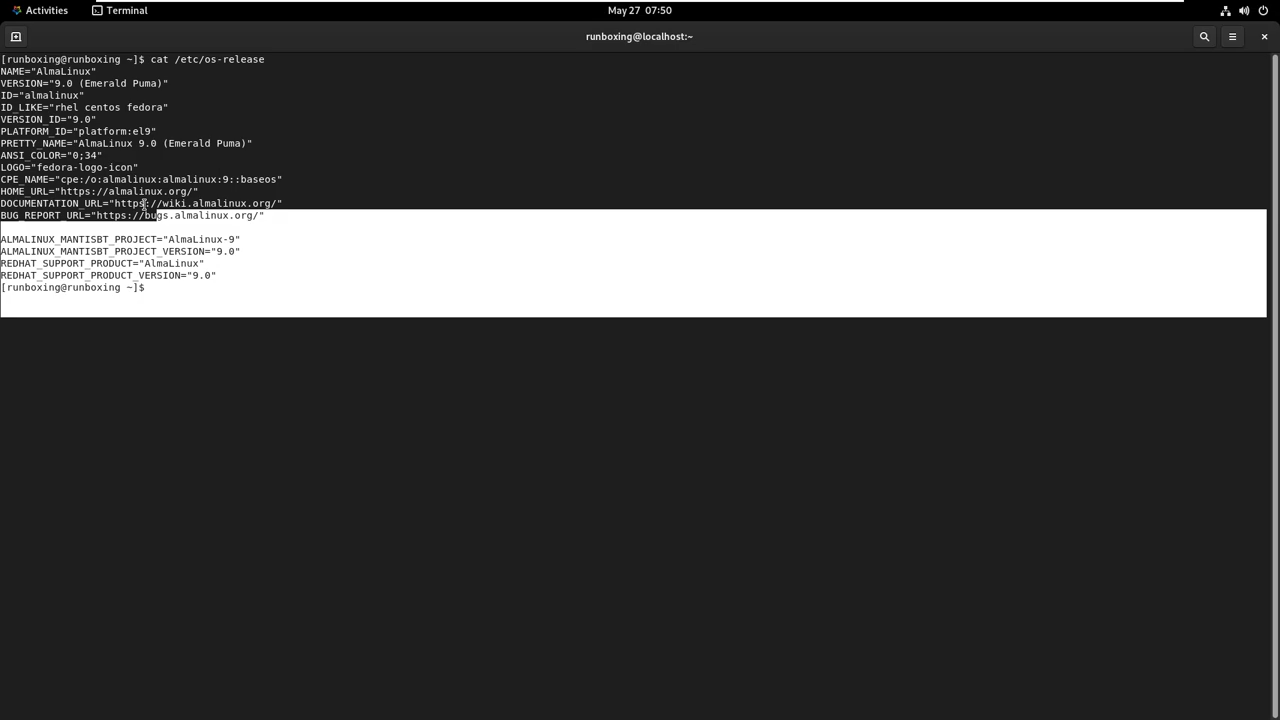 Activities Terminal May 27 07:50
runboxing@localhost:~
[runboxing@runboxing ~]$ cat /etc/os-release
NAME="AlmaLinux"
VERSION="9.0 (Emerald Puma)"
ID="almalinux"
ID_LIKE="rhel centos fedora"
VERSION_ID="9.0"
PLATFORM_ID="platform:el9"
PRETTY_NAME="AlmaLinux 9.0 (Emerald Puma)"
ANSI_COLOR="0;34"
LOGO="fedora-logo-icon"
CPE_NAME="cpe:/o:almalinux:almalinux:9::baseos"
HOME_URL="https://almalinux.org/"
DOCUMENTATION_URL="https://wiki.almalinux.org/"
BUG_REPORT_URL="https://bugs.almalinux.org/"
ALMALINUX_MANTISBT_PROJECT="AlmaLinux-9"
ALMALINUX_MANTISBT_PROJECT_VERSION="9.0"
REDHAT_SUPPORT_PRODUCT="AlmaLinux"
REDHAT_SUPPORT_PRODUCT_VERSION="9.0"
[runboxing@runboxing ~]$